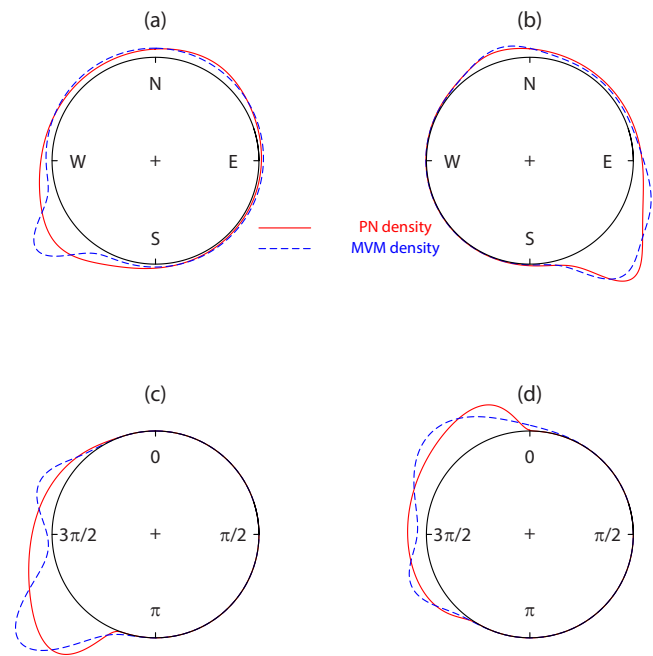 (a)
(b)
N
N
W + E
W + E
S
S
PN density
MVM density
(c)
(d)
0
0
3π/2 + π/2
3π/2 + π/2
π
π